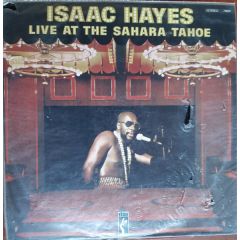 ISAAC HAYES
LIVE AT THE SAHARA TAHOE